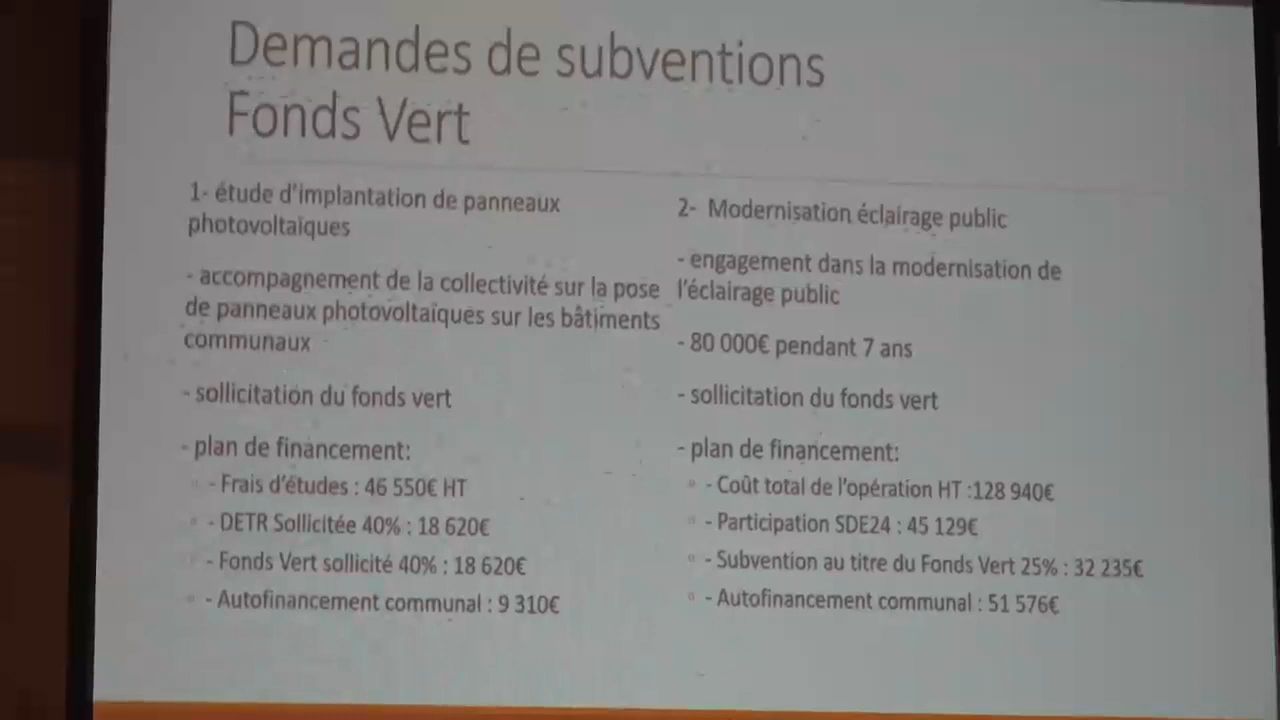 Demandes de subventions
Fonds Vert
1- étude d'implantation de panneaux
photovoltaïques
- accompagnement de la collectivité sur la pose
de panneaux photovoltaïques sur les bâtiments
communaux
- sollicitation du fonds vert
- plan de financement:
- Frais d'études : 46 550€ HT
- DETR Sollicitée 40% : 18 620€
- Fonds Vert sollicité 40% : 18 620€
- Autofinancement communal : 9 310€
2- Modernisation éclairage public
- engagement dans la modernisation de
l'éclairage public
- 80 000€ pendant 7 ans
- sollicitation du fonds vert
- plan de financement:
- Coût total de l'opération HT :128 940€
- Participation SDE24 : 45 129€
- Subvention au titre du Fonds Vert 25% : 32 235€
- Autofinancement communal : 51 576€